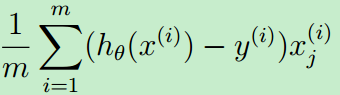 \frac{1}{m} \sum_{i=1}^{m} (h_\theta(x^{(i)}) - y^{(i)}) x_j^{(i)}